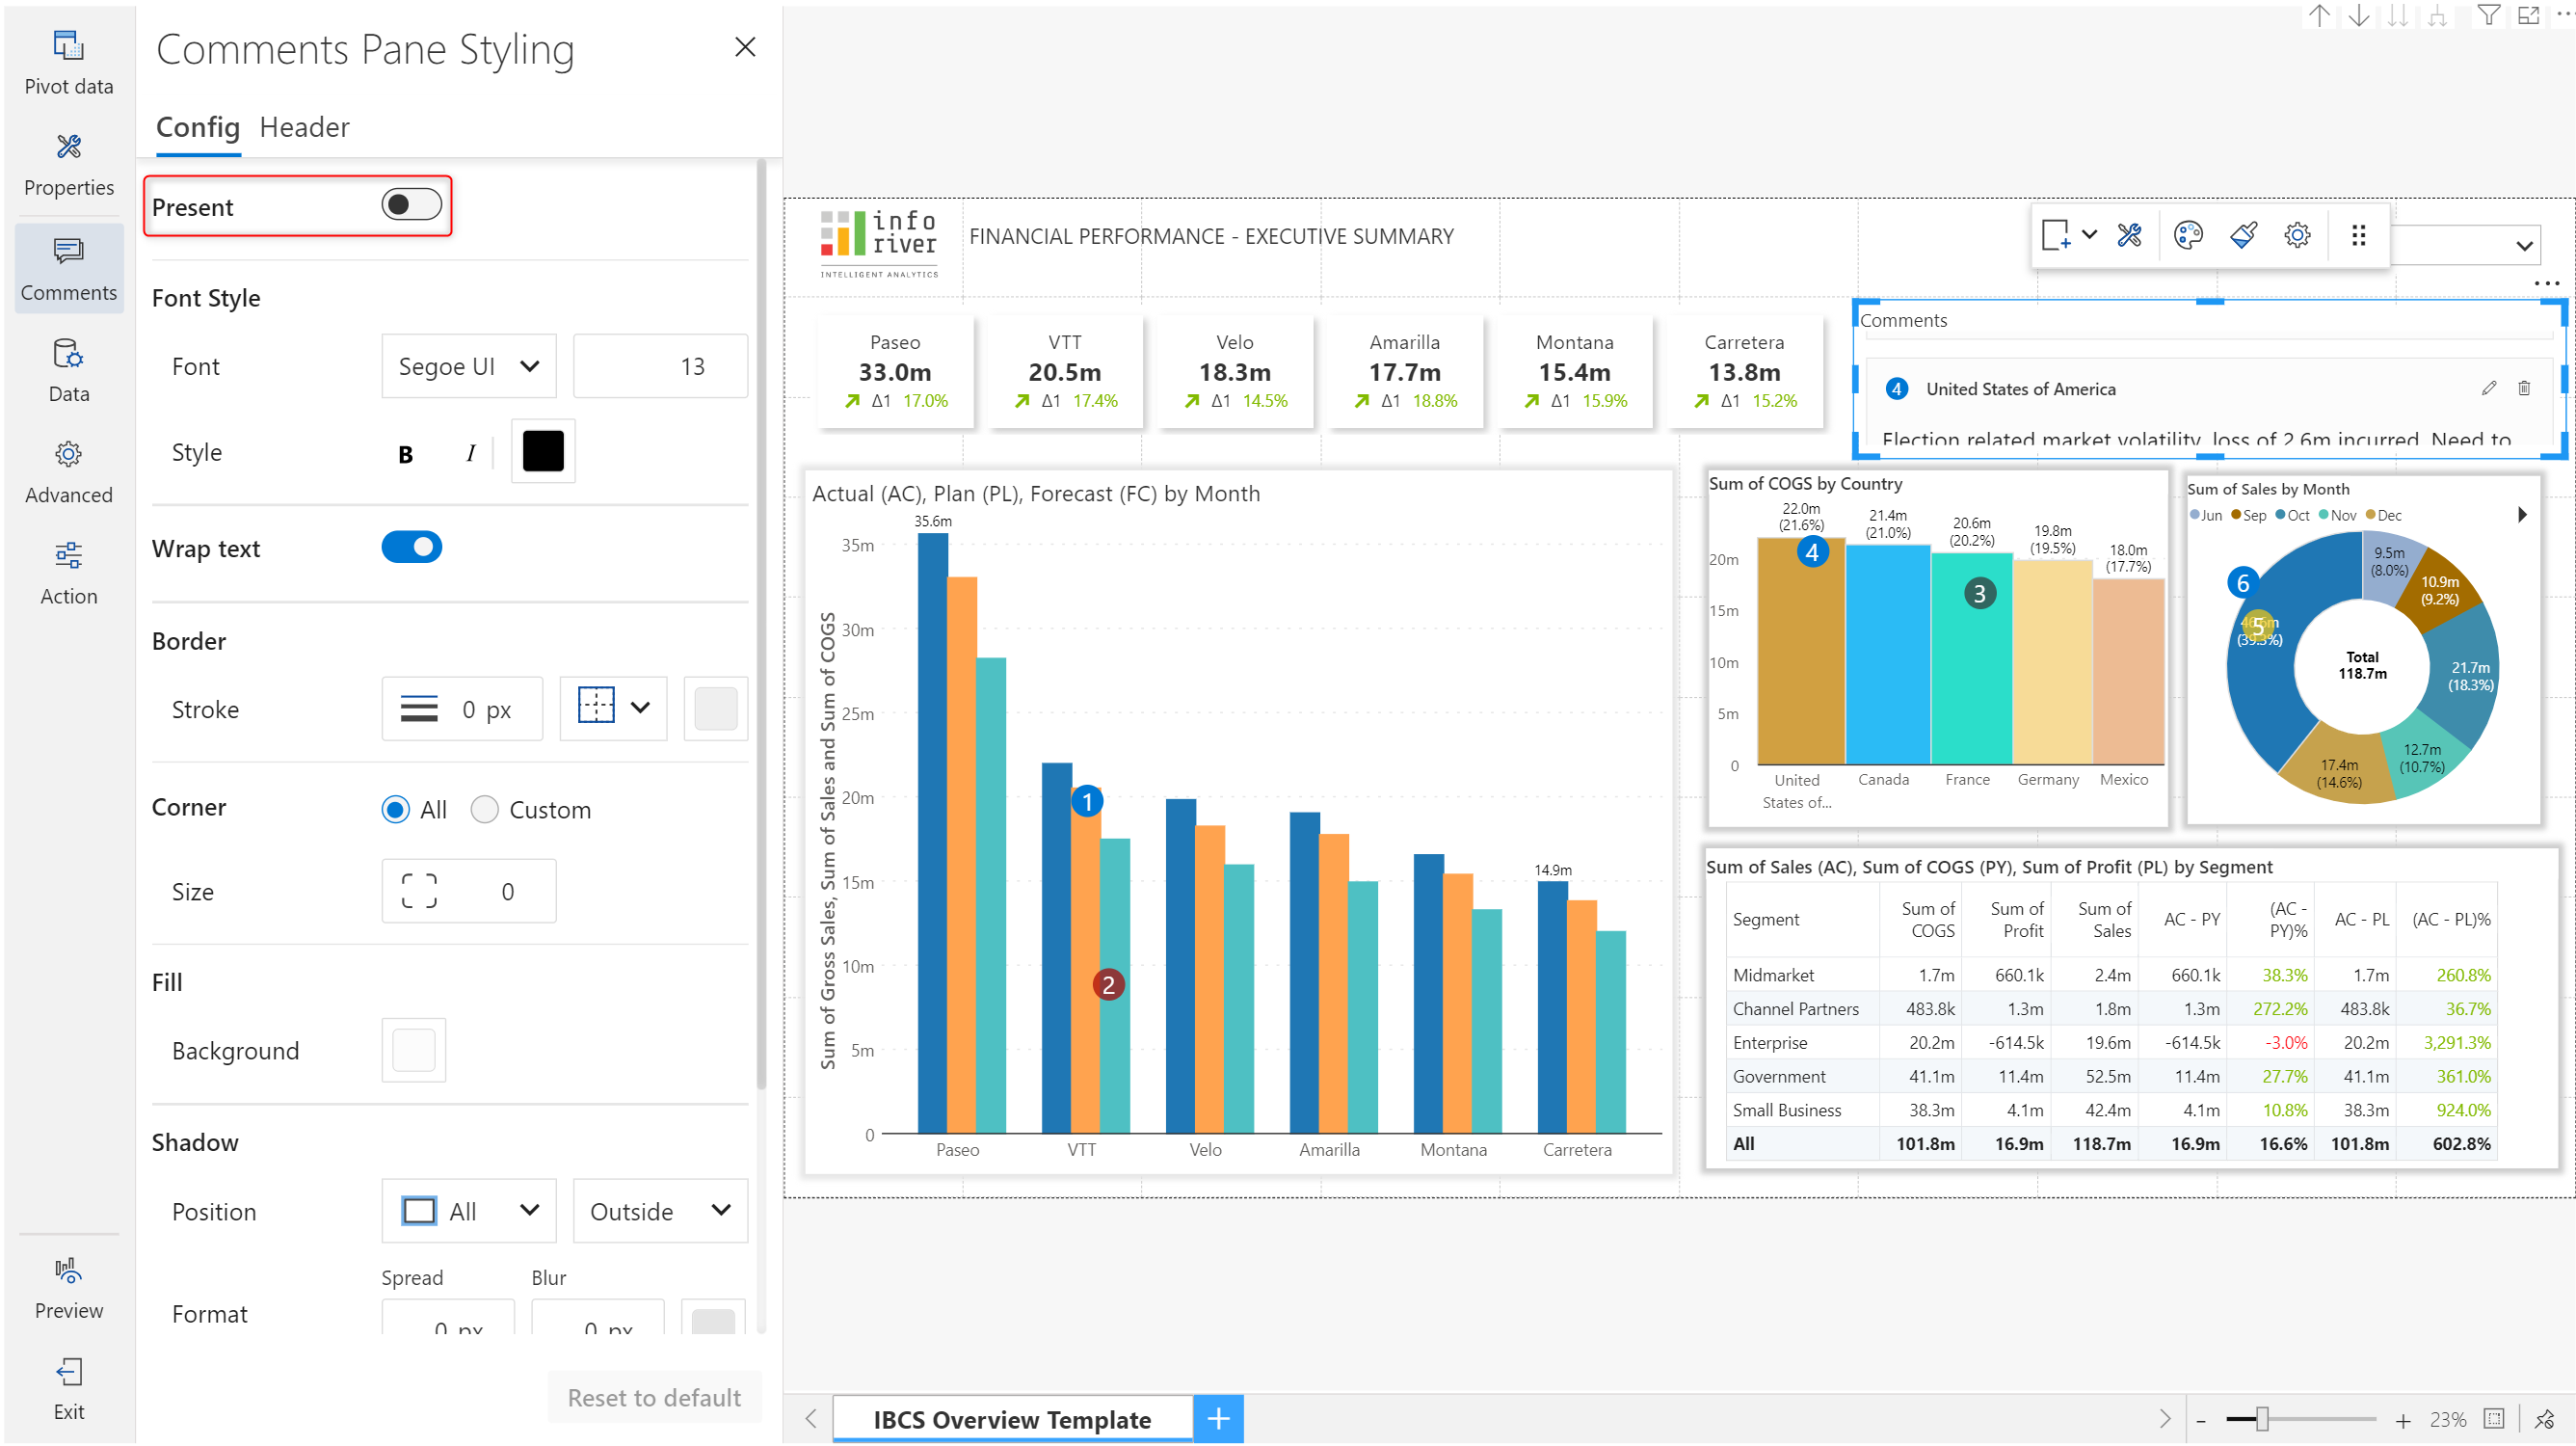 Pivot data
Properties
Comments
Data
Advanced
Action
Preview
Exit
Comments Pane Styling
Config Header
Present
Font Style
Font Segoe UI 13
Style B I
Wrap text
Border
Stroke 0 px
Corner All Custom
Size 0
Fill
Background
Shadow
Position All Outside
Spread Blur
Format 0 px 0 px
Reset to default
info
river
INTELLIGENT ANALYTICS
FINANCIAL PERFORMANCE - EXECUTIVE SUMMARY
Paseo
33.0m
Δ1 17.0%
VTT
20.5m
Δ1 17.4%
Velo
18.3m
Δ1 14.5%
Amarilla
17.7m
Δ1 18.8%
Montana
15.4m
Δ1 15.9%
Carretera
13.8m
Δ1 15.2%
Comments
4 United States of America
Election related market volatility, loss of 2.6m incurred. Need to
Actual (AC), Plan (PL), Forecast (FC) by Month
Sum of Gross Sales, Sum of Sales and Sum of COGS
35.6m
35m
30m
25m
20m
15m
10m
5m
0
1
2
14.9m
Paseo VTT Velo Amarilla Montana Carretera
Sum of COGS by Country
22.0m
(21.6%)
21.4m
(21.0%)
20.6m
(20.2%)
19.8m
(19.5%)
18.0m
(17.7%)
20m
15m
10m
5m
0
4
3
United
States of...
Canada France Germany Mexico
Sum of Sales by Month
Jun Sep Oct Nov Dec
9.5m
(8.0%)
10.9m
(9.2%)
21.7m
(18.3%)
12.7m
(10.7%)
17.4m
(14.6%)
6
5
(39.3%)
Total
118.7m
Sum of Sales (AC), Sum of COGS (PY), Sum of Profit (PL) by Segment
Segment Sum of COGS Sum of Profit Sum of Sales AC - PY (AC - PY)% AC - PL (AC - PL)%
Midmarket 1.7m 660.1k 2.4m 660.1k 38.3% 1.7m 260.8%
Channel Partners 483.8k 1.3m 1.8m 1.3m 272.2% 483.8k 36.7%
Enterprise 20.2m -614.5k 19.6m -614.5k -3.0% 20.2m 3,291.3%
Government 41.1m 11.4m 52.5m 11.4m 27.7% 41.1m 361.0%
Small Business 38.3m 4.1m 42.4m 4.1m 10.8% 38.3m 924.0%
All 101.8m 16.9m 118.7m 16.9m 16.6% 101.8m 602.8%
IBCS Overview Template +
- + 23%